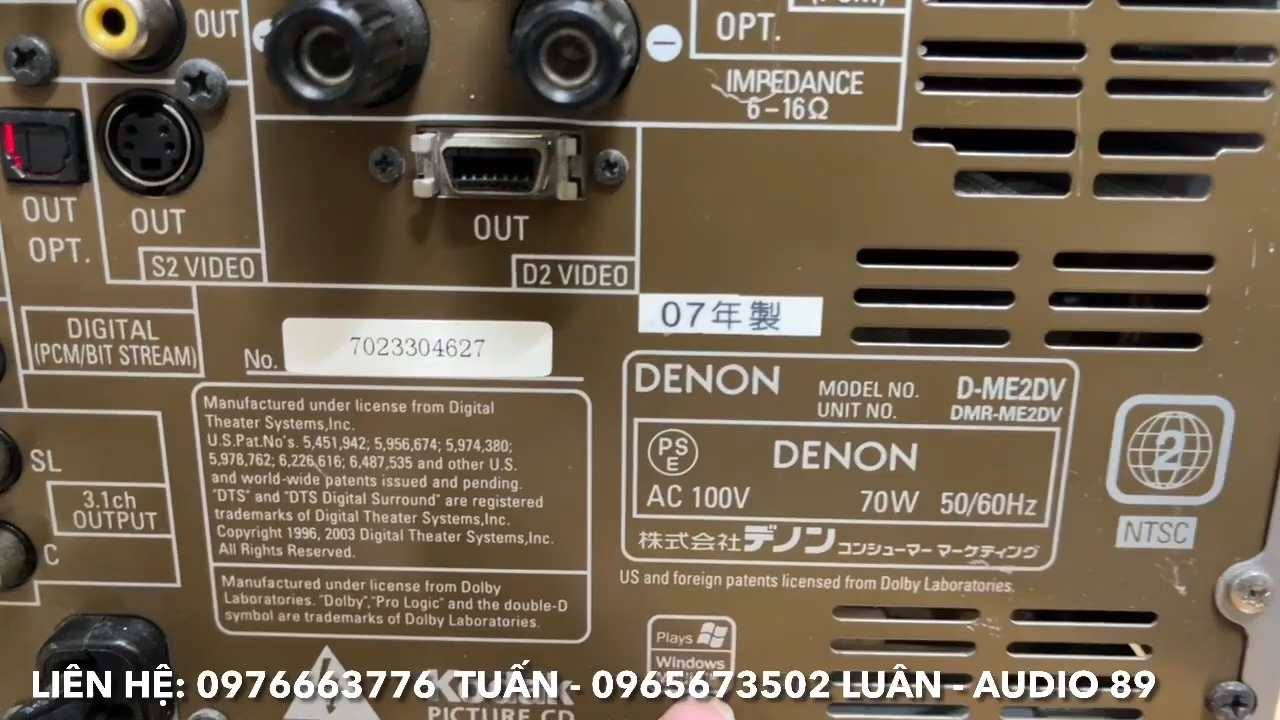 OUT
OPT.
IMPEDANCE
6-16Ω
OUT
OPT.
OUT
S2 VIDEO
OUT
D2 VIDEO
DIGITAL
(PCM/BIT STREAM)
No. 7023304627
07年製
Manufactured under license from Digital
Theater Systems,Inc.
U.S.Pat.No's. 5,451,942; 5,956,674; 5,974,380;
5,978,762; 6,226,616; 6,487,535 and other U.S.
and world-wide patents issued and pending.
"DTS" and "DTS Digital Surround" are registered
trademarks of Digital Theater Systems,Inc.
Copyright 1996, 2003 Digital Theater Systems,Inc.
All Rights Reserved.
Manufactured under license from Dolby
Laboratories. "Dolby","Pro Logic" and the double-D
symbol are trademarks of Dolby Laboratories.
SL
3.1ch
OUTPUT
C
DENON MODEL NO. D-ME2DV
UNIT NO. DMR-ME2DV
PS
E
DENON
AC 100V 70W 50/60Hz
株式会社デノン コンシューマー マーケティング
US and foreign patents licensed from Dolby Laboratories.
2
NTSC
Plays
Windows
Kodak
PICTURE CD
LIÊN HỆ: 0976663776 TUẤN - 0965673502 LUÂN - AUDIO 89